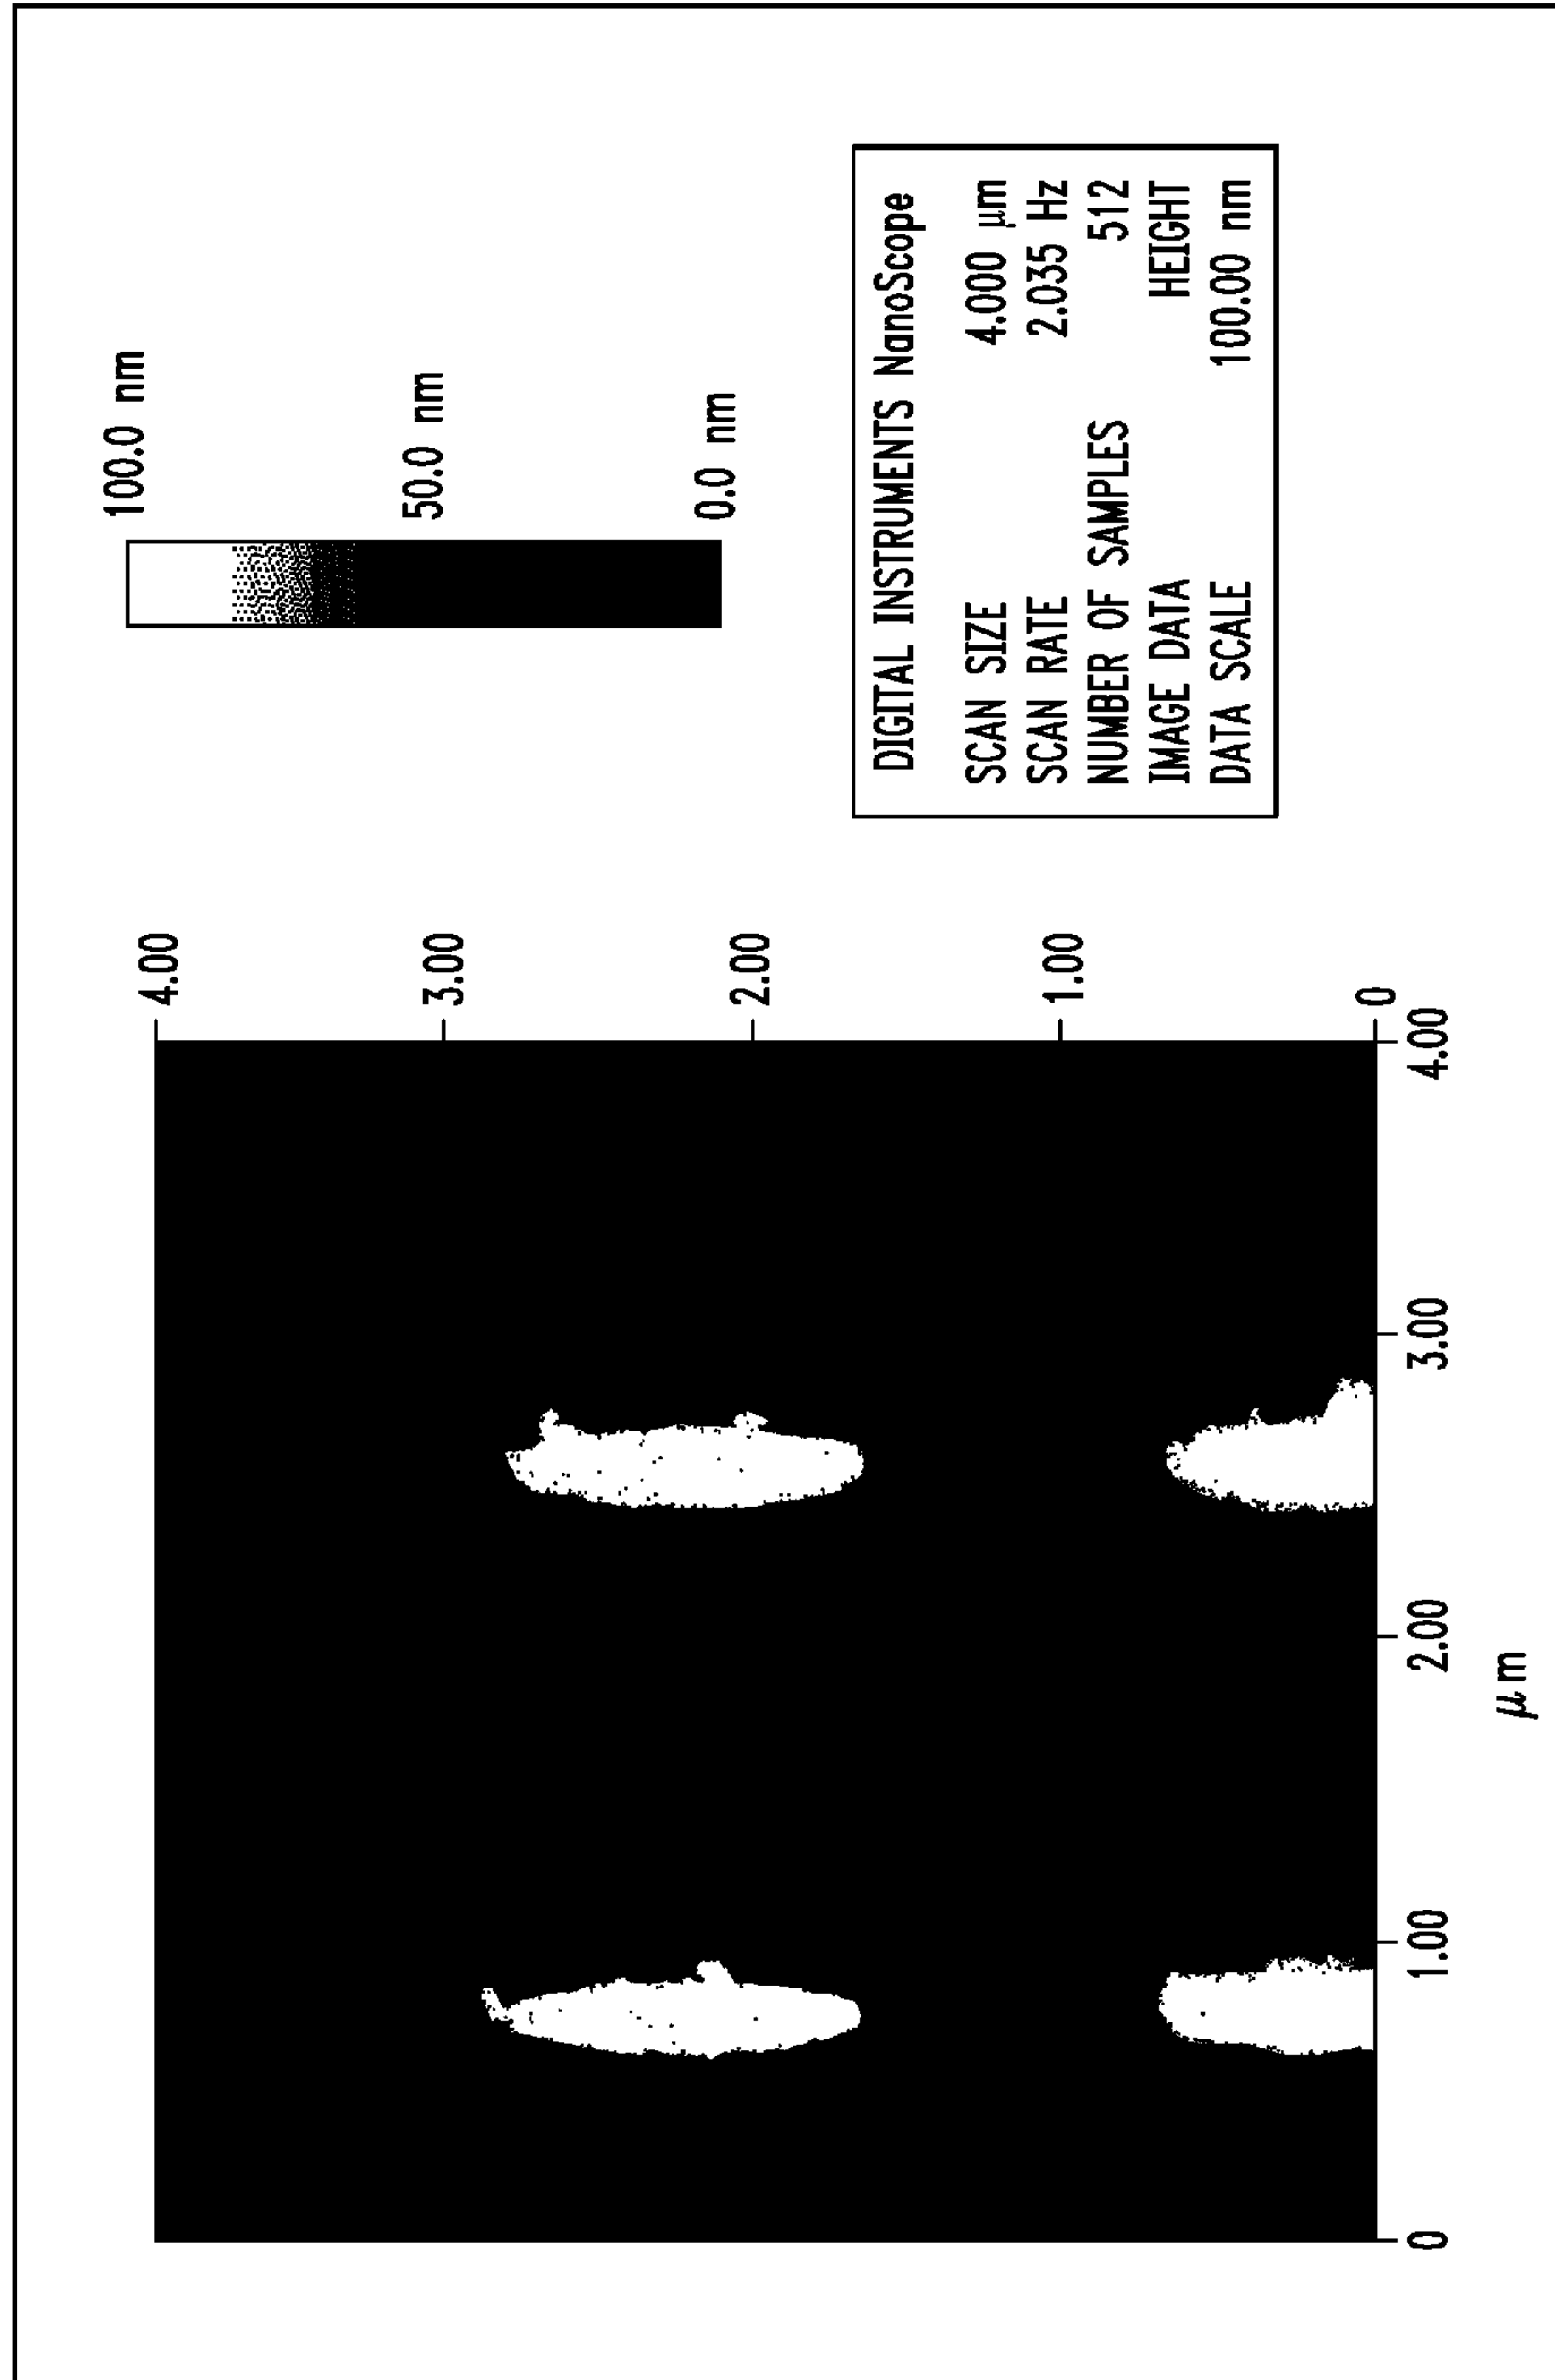 100.0 nm
50.0 nm
0.0 nm
DIGITAL INSTRUMENTS NanoScope
SCAN SIZE 4.000 μm
SCAN RATE 2.035 Hz
NUMBER OF SAMPLES 512
IMAGE DATA HEIGHT
DATA SCALE 100.00 nm
4.00
3.00
2.00
1.00
0
0 1.00 2.00 3.00 4.00
μm